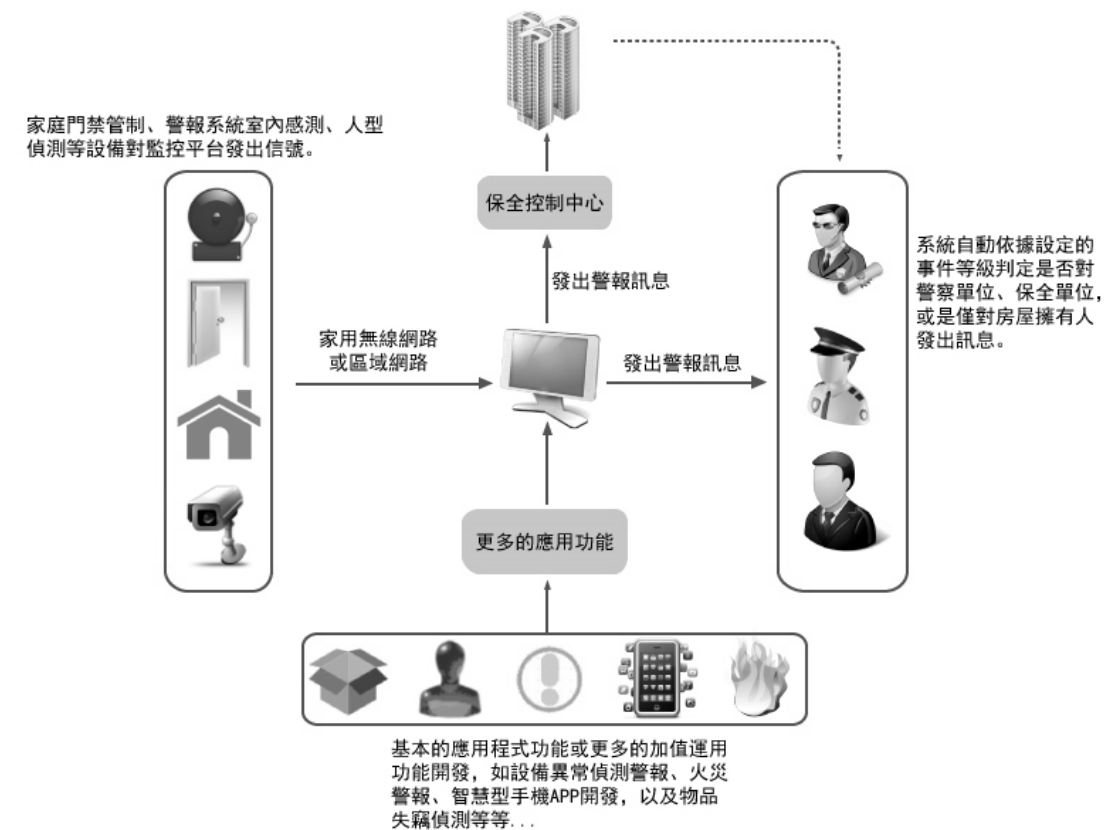 家庭門禁管制、警報系統室內感測、人型
偵測等設備對監控平台發出信號。
保全控制中心
發出警報訊息
家用無線網路
或區域網路
發出警報訊息
系統自動依據設定的
事件等級判定是否對
警察單位、保全單位,
或是僅對房屋擁有人
發出訊息。
更多的應用功能
基本的應用程式功能或更多的加值運用
功能開發, 如設備異常偵測警報、火災
警報、智慧型手機APP開發, 以及物品
失竊偵測等等...